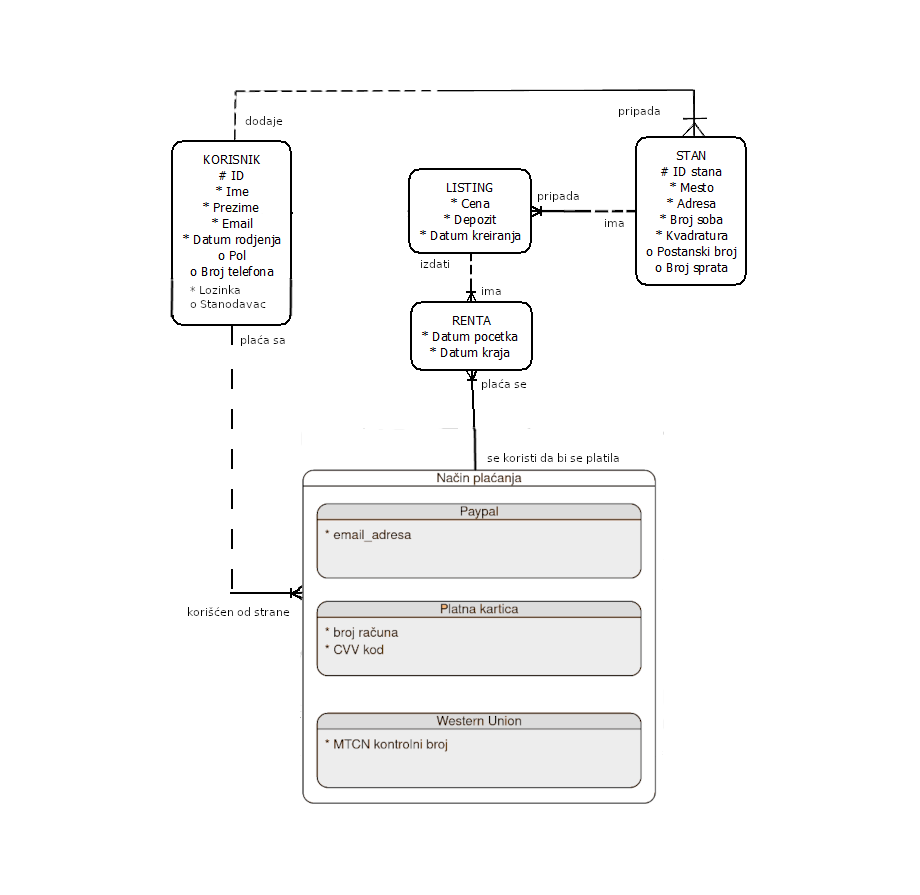 dodaje
pripada
KORISNIK
# ID
* Ime
* Prezime
* Email
* Datum rodjenja
o Pol
o Broj telefona
* Lozinka
o Stanodavac
LISTING
* Cena
* Depozit
* Datum kreiranja
pripada
ima
STAN
# ID stana
* Mesto
* Adresa
* Broj soba
* Kvadratura
o Postanski broj
o Broj sprata
izdati
ima
RENTA
* Datum pocetka
* Datum kraja
plaća sa
plaća se
se koristi da bi se platila
Način plaćanja
Paypal
* email_adresa
korišćen od strane
Platna kartica
* broj računa
* CVV kod
Western Union
* MTCN kontrolni broj